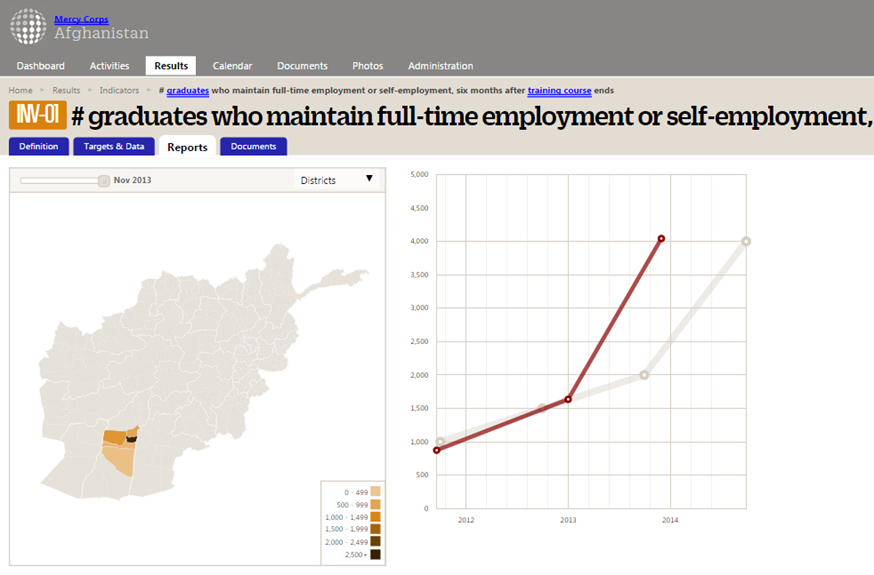 Mercy Corps
Afghanistan
Dashboard Activities Results Calendar Documents Photos Administration
Home Results Indicators # graduates who maintain full-time employment or self-employment, six months after training course ends
INV-01 # graduates who maintain full-time employment or self-employment,
Definition Targets & Data Reports Documents
Nov 2013 Districts
0 - 499
500 - 999
1,000 - 1,499
1,500 - 1,999
2,000 - 2,499
2,500+
5,000
4,500
4,000
3,500
3,000
2,500
2,000
1,500
1,000
500
0
2012 2013 2014